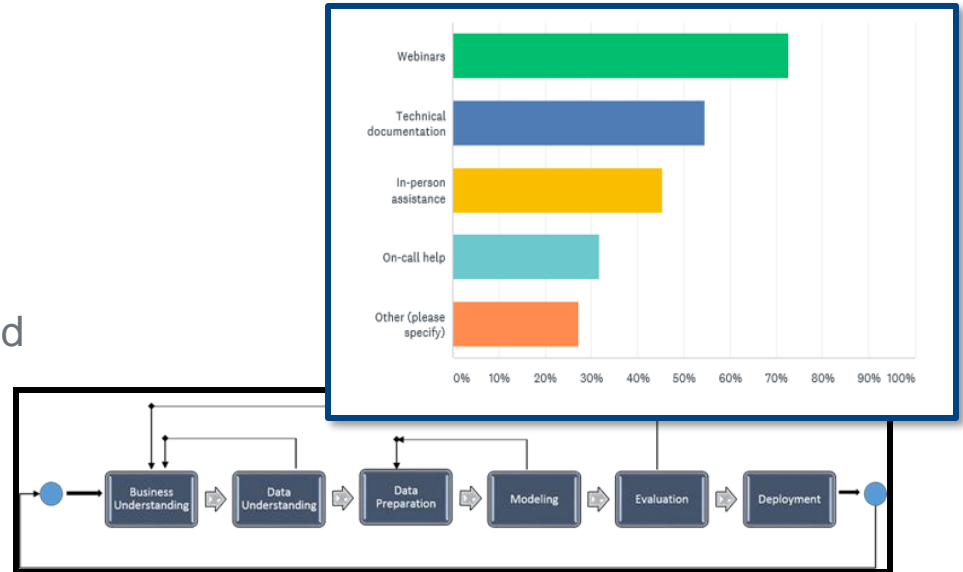 Webinars
Technical
documentation
In-person
assistance
On-call help
Other (please
specify)
0% 10% 20% 30% 40% 50% 60% 70% 80% 90% 100%
d
Business
Understanding
Data
Understanding
Data
Preparation
Modeling
Evaluation
Deployment